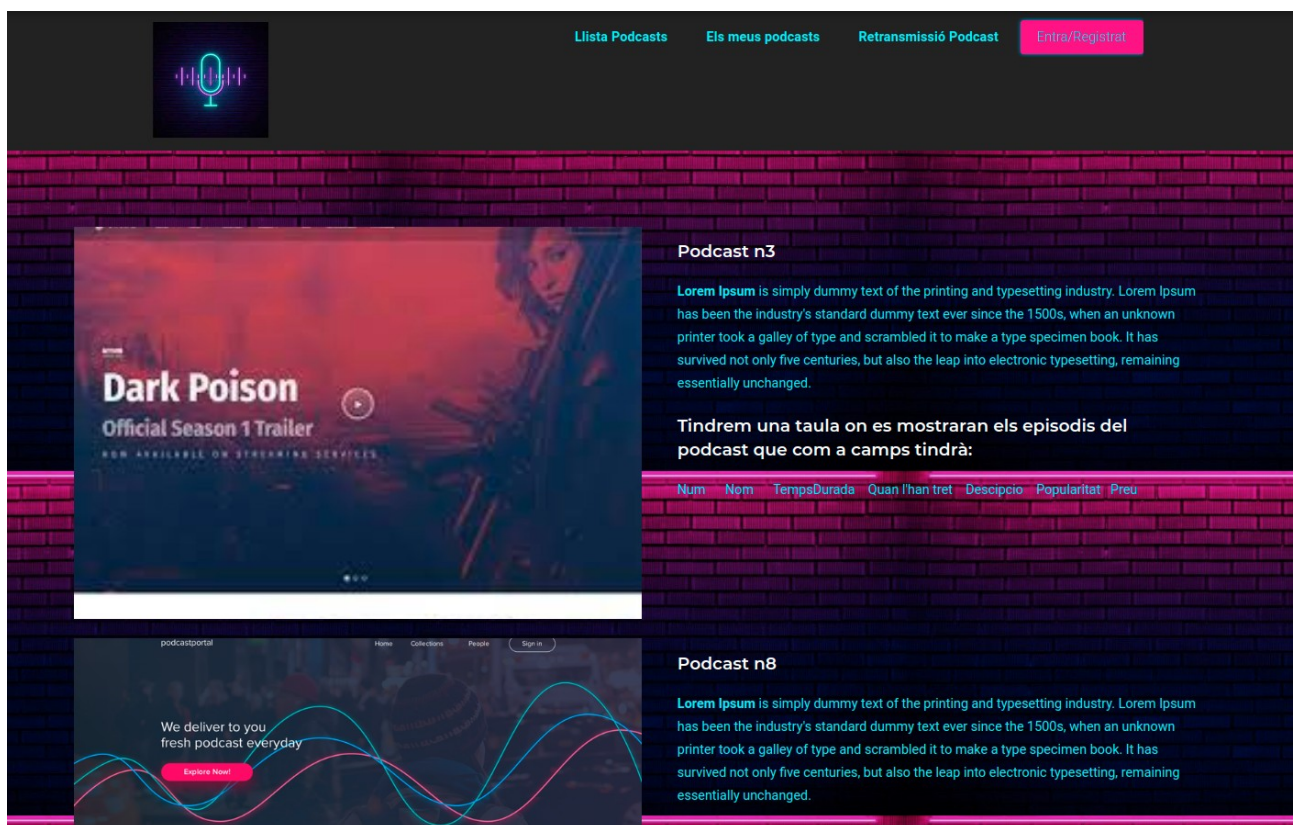 Llista Podcasts Els meus podcasts Retransmissió Podcast Entra/Registrat
Podcast n3
Lorem Ipsum is simply dummy text of the printing and typesetting industry. Lorem Ipsum
has been the industry's standard dummy text ever since the 1500s, when an unknown
printer took a galley of type and scrambled it to make a type specimen book. It has
survived not only five centuries, but also the leap into electronic typesetting, remaining
essentially unchanged.
Tindrem una taula on es mostraran els episodis del
podcast que com a camps tindrà:
Num Nom TempsDurada Quan l'han tret Descipcio Popularitat Preu
Dark Poison
Official Season 1 Trailer
NOW AVAILABLE ON STREAMING SERVICES
podcastportal Home Collections People Sign in
We deliver to you
fresh podcast everyday
Explore Now!
Podcast n8
Lorem Ipsum is simply dummy text of the printing and typesetting industry. Lorem Ipsum
has been the industry's standard dummy text ever since the 1500s, when an unknown
printer took a galley of type and scrambled it to make a type specimen book. It has
survived not only five centuries, but also the leap into electronic typesetting, remaining
essentially unchanged.